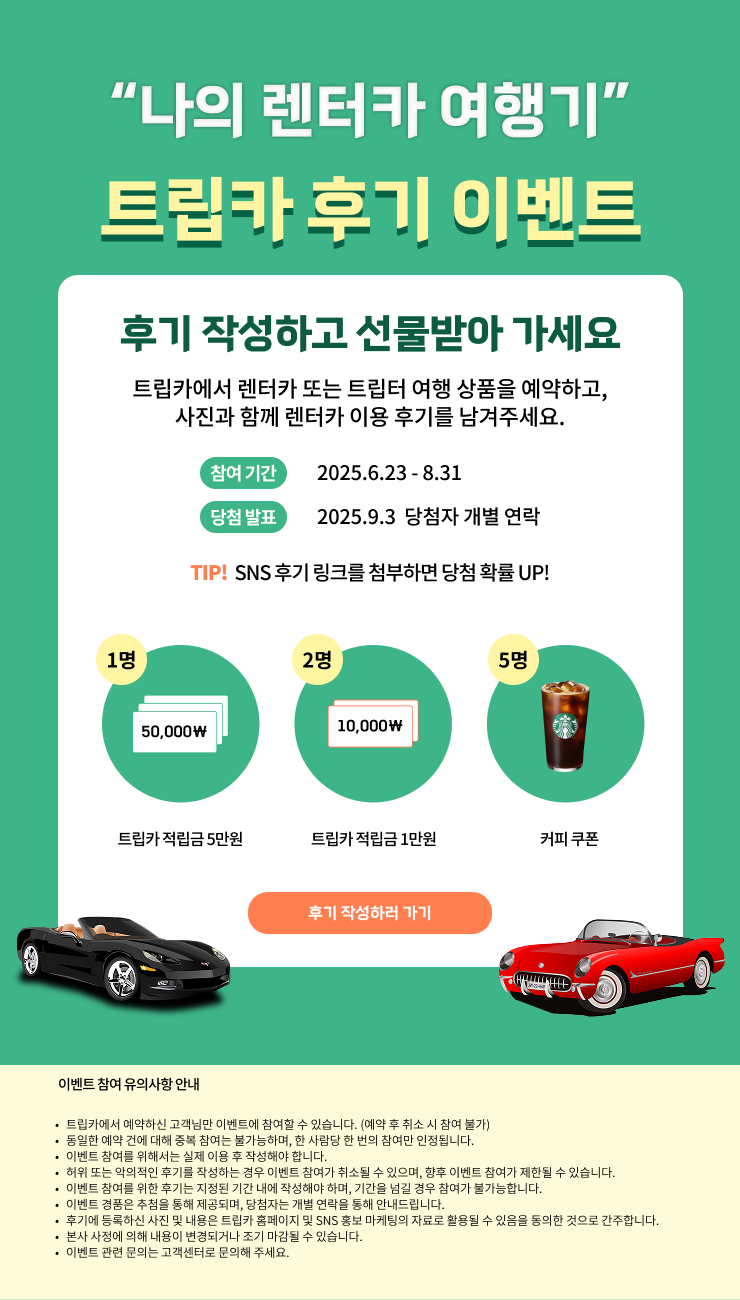 “나의 렌터카 여행기”
트립카 후기 이벤트
후기 작성하고 선물받아 가세요
트립카에서 렌터카 또는 트립터 여행 상품을 예약하고,
사진과 함께 렌터카 이용 후기를 남겨주세요.
참여 기간 2025.6.23 - 8.31
당첨 발표 2025.9.3 당첨자 개별 연락
TIP! SNS 후기 링크를 첨부하면 당첨 확률 UP!
1명 2명 5명
50,000₩ 10,000₩
트립카 적립금 5만원 트립카 적립금 1만원 커피 쿠폰
후기 작성하러 가기
이벤트 참여 유의사항 안내
• 트립카에서 예약하신 고객님만 이벤트에 참여할 수 있습니다. (예약 후 취소 시 참여 불가)
• 동일한 예약 건에 대해 중복 참여는 불가능하며, 한 사람당 한 번의 참여만 인정됩니다.
• 이벤트 참여를 위해서는 실제 이용 후 작성해야 합니다.
• 허위 또는 악의적인 후기를 작성하는 경우 이벤트 참여가 취소될 수 있으며, 향후 이벤트 참여가 제한될 수 있습니다.
• 이벤트 참여를 위한 후기는 지정된 기간 내에 작성해야 하며, 기간을 넘길 경우 참여가 불가능합니다.
• 이벤트 경품은 추첨을 통해 제공되며, 당첨자는 개별 연락을 통해 안내드립니다.
• 후기에 등록하신 사진 및 내용은 트립카 홈페이지 및 SNS 홍보 마케팅의 자료로 활용될 수 있음을 동의한 것으로 간주합니다.
• 본사 사정에 의해 내용이 변경되거나 조기 마감될 수 있습니다.
• 이벤트 관련 문의는 고객센터로 문의해 주세요.